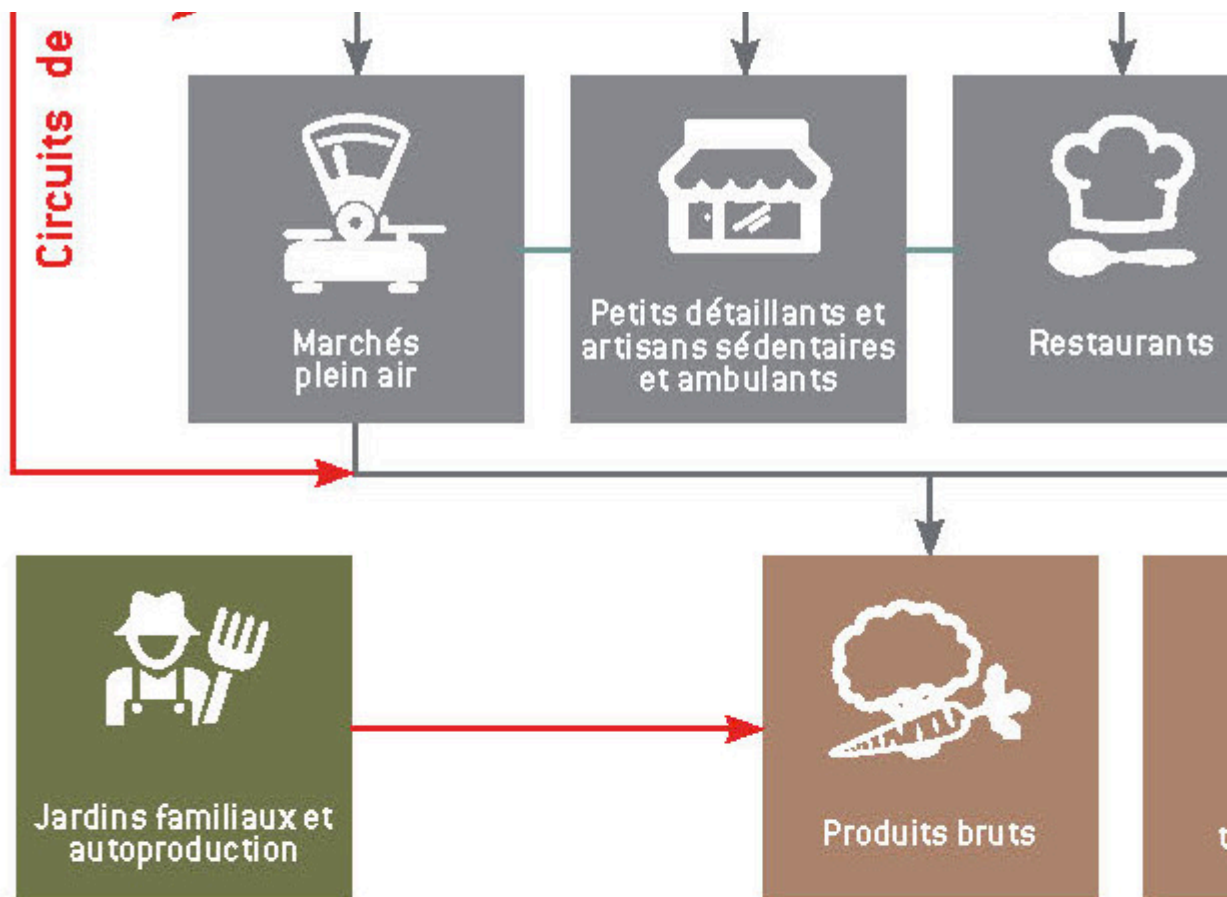 Circuits de
Marchés
plein air
Petits détaillants et
artisans sédentaires
et ambulants
Restaurants
Jardins familiaux et
autoproduction
Produits bruts